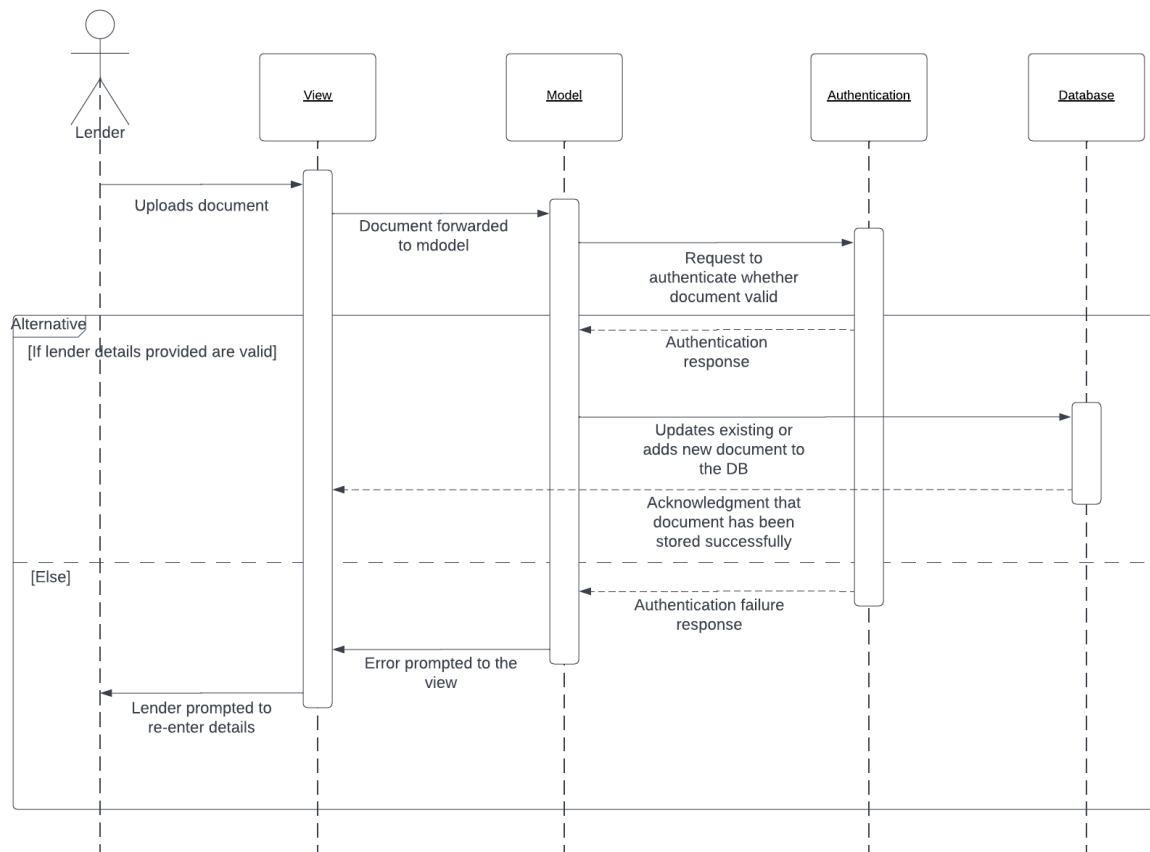 Lender
View
Model
Authentication
Database
Uploads document
Document forwarded
to mdodel
Request to
authenticate whether
document valid
Alternative
[If lender details provided are valid]
Authentication
response
Updates existing or
adds new document to
the DB
Acknowledgment that
document has been
stored successfully
[Else]
Authentication failure
response
Error prompted to the
view
Lender prompted to
re-enter details